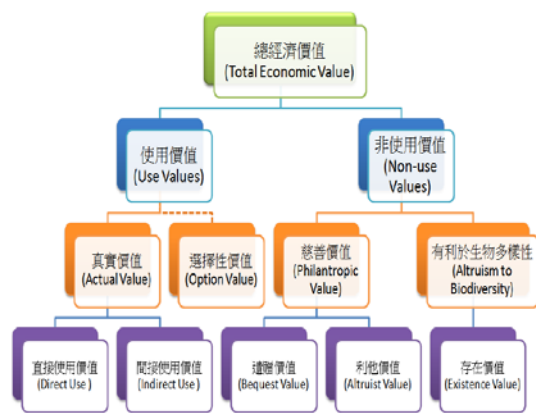 總經濟價值
(Total Economic Value)
使用價值
(Use Values)
非使用價值
(Non-use
Values)
真實價值
(Actual Value)
選擇性價值
(Option Value)
慈善價值
(Philantropic
Value)
有利於生物多樣性
(Altruism to
Biodiversity)
直接使用價值
(Direct Use )
間接使用價值
(Indirect Use )
遺贈價值
(Bequest Value)
利他價值
(Altruist Value)
存在價值
(Existence Value)